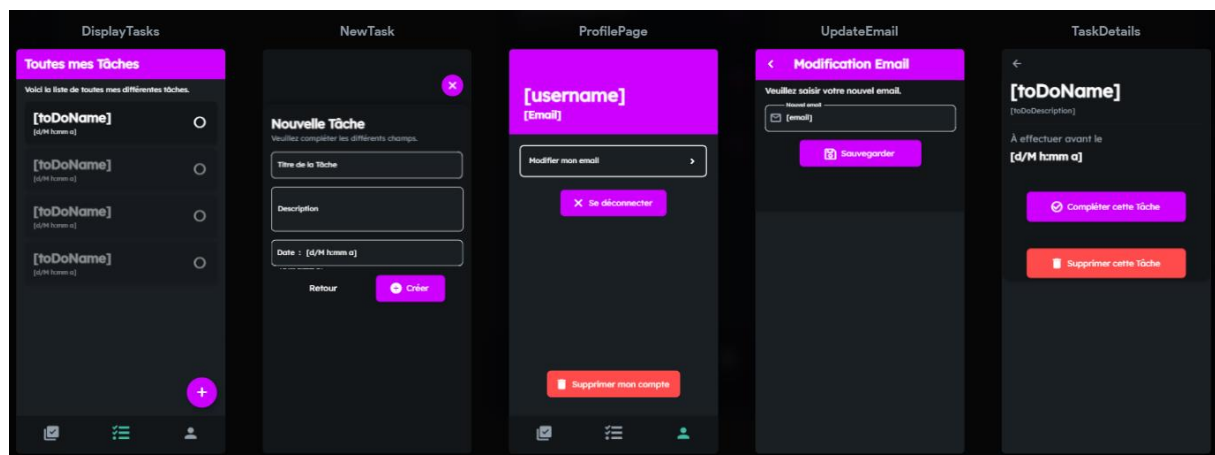 DisplayTasks
Toutes mes Tâches
Voici la liste de toutes mes différentes tâches.
[toDoName]
[d/M h:mm a]
[toDoName]
[d/M h:mm a]
[toDoName]
[d/M h:mm a]
[toDoName]
[d/M h:mm a]
NewTask
Nouvelle Tâche
Veuillez compléter les différents champs.
Titre de la Tâche
Description
Date : [d/M h:mm a]
Retour
Créer
ProfilePage
[username]
[Email]
Modifier mon email
Se déconnecter
Supprimer mon compte
UpdateEmail
Modification Email
Veuillez saisir votre nouvel email.
Nouvel email
[email]
Sauvegarder
TaskDetails
[toDoName]
[toDoDescription]
À effectuer avant le
[d/M h:mm a]
Compléter cette Tâche
Supprimer cette Tâche